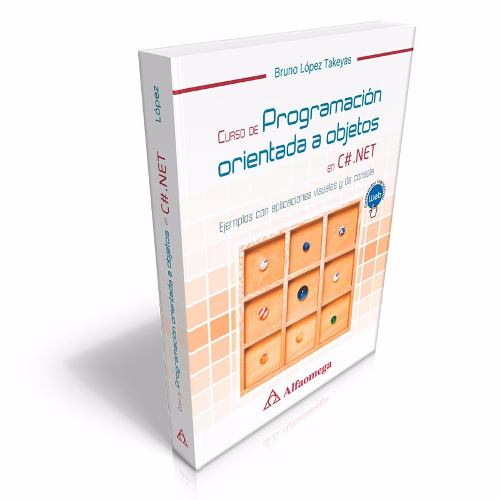 Bruno López Takeyas
CURSO DE Programación
orientada a objetos
EN C#.NET
Ejemplos con aplicaciones visuales y de consola
Web
Alfaomega
López
CURSO DE Programación orientada a objetos EN C#.NET